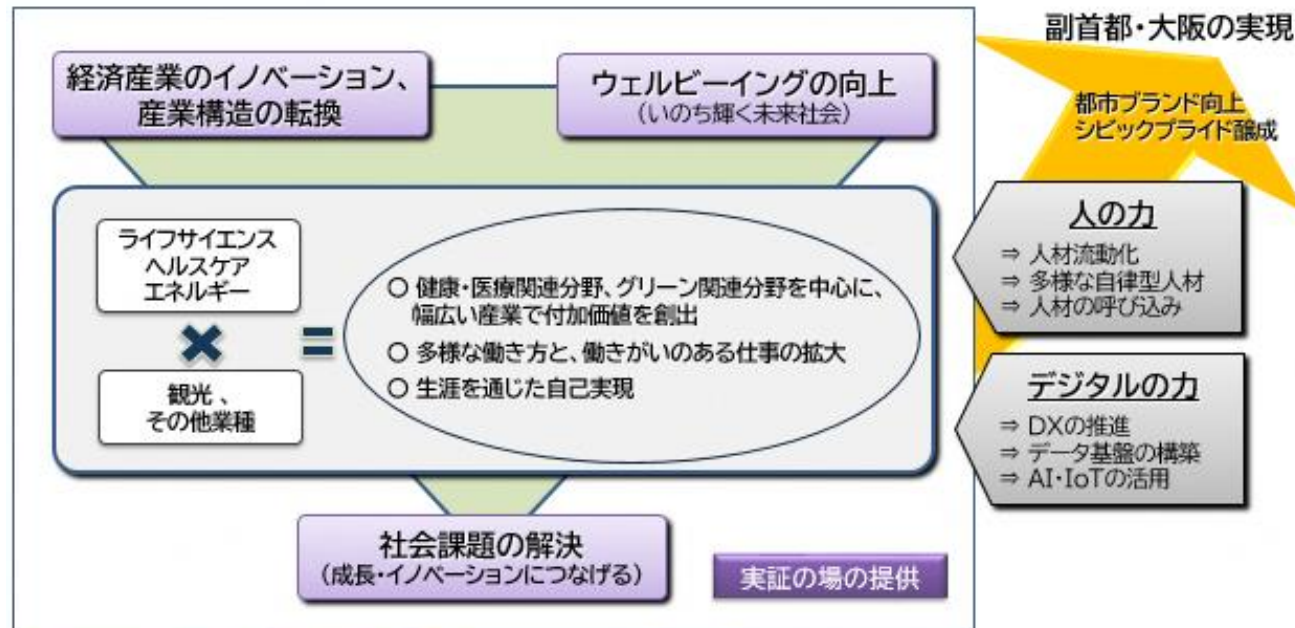 経済産業のイノベーション、
産業構造の転換
ウェルビーイングの向上
（いのち輝く未来社会）
副首都・大阪の実現
都市ブランド向上
シビックプライド醸成
ライフサイエンス
ヘルスケア
エネルギー
×
観光 、
その他業種
=
○ 健康・医療関連分野、グリーン関連分野を中心に、
幅広い産業で付加価値を創出
○ 多様な働き方と、働きがいのある仕事の拡大
○ 生涯を通じた自己実現
人の力
⇒ 人材流動化
⇒ 多様な自律型人材
⇒ 人材の呼び込み
デジタルの力
⇒ DXの推進
⇒ データ基盤の構築
⇒ AI・IoTの活用
社会課題の解決
（成長・イノベーションにつなげる）
実証の場の提供